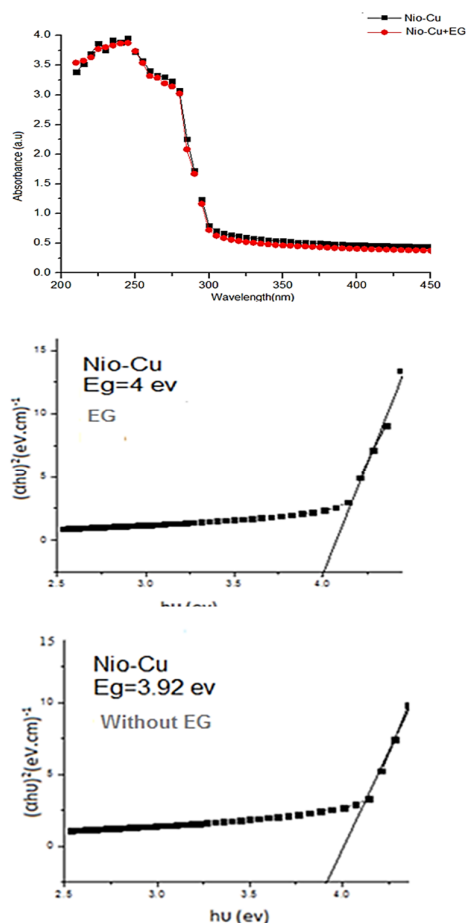 Nio-Cu
Nio-Cu+EG
4.0
3.5
3.0
2.5
2.0
1.5
1.0
0.5
0.0
Absorbance (a.u)
200 250 300 350 400 450
Wavelength(nm)
Nio-Cu
Eg=4 ev
EG
15
10
5
0
(αhυ)²(eV.cm)⁻¹
2.5 3.0 3.5 4.0
hυ (ev)
Nio-Cu
Eg=3.92 ev
Without EG
15
10
5
0
(αhυ)²(eV.cm)⁻¹
2.5 3.0 3.5 4.0
hυ (ev)